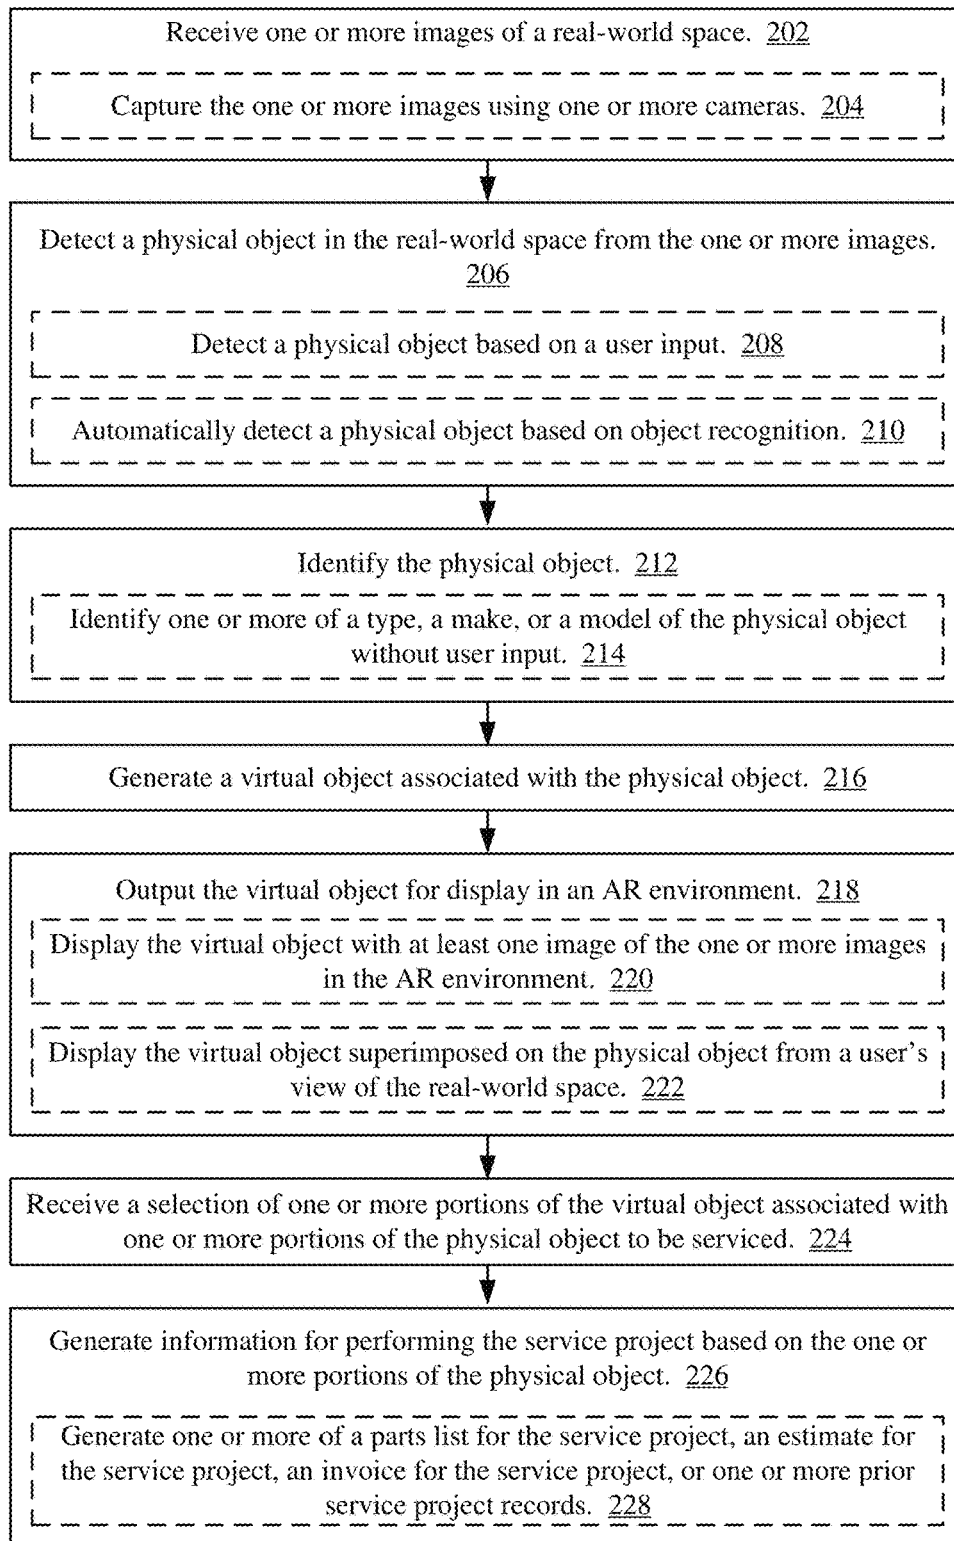 Receive one or more images of a real-world space. 202
Capture the one or more images using one or more cameras. 204
Detect a physical object in the real-world space from the one or more images.
206
Detect a physical object based on a user input. 208
Automatically detect a physical object based on object recognition. 210
Identify the physical object. 212
Identify one or more of a type, a make, or a model of the physical object
without user input. 214
Generate a virtual object associated with the physical object. 216
Output the virtual object for display in an AR environment. 218
Display the virtual object with at least one image of the one or more images
in the AR environment. 220
Display the virtual object superimposed on the physical object from a user's
view of the real-world space. 222
Receive a selection of one or more portions of the virtual object associated with
one or more portions of the physical object to be serviced. 224
Generate information for performing the service project based on the one or
more portions of the physical object. 226
Generate one or more of a parts list for the service project, an estimate for
the service project, an invoice for the service project, or one or more prior
service project records. 228